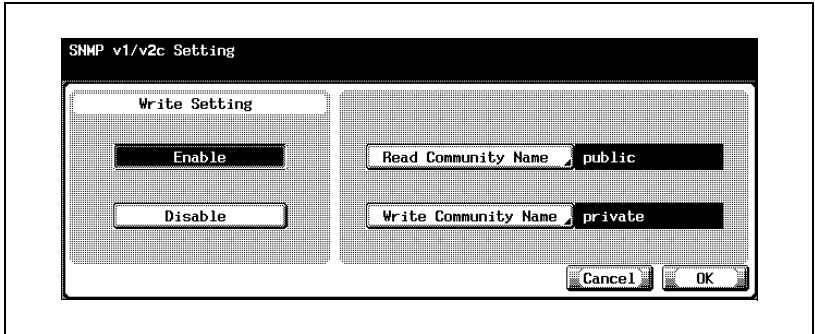 SNMP v1/v2c Setting
Write Setting
Enable
Disable
Read Community Name public
Write Community Name private
Cancel OK